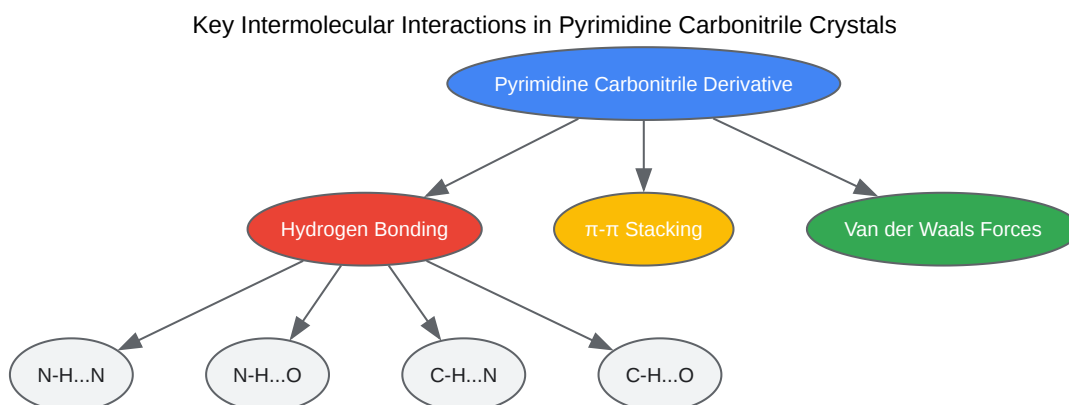 Key Intermolecular Interactions in Pyrimidine Carbonitrile Crystals
Pyrimidine Carbonitrile Derivative
Hydrogen Bonding
π-π Stacking
Van der Waals Forces
N-H...N
N-H...O
C-H...N
C-H...O